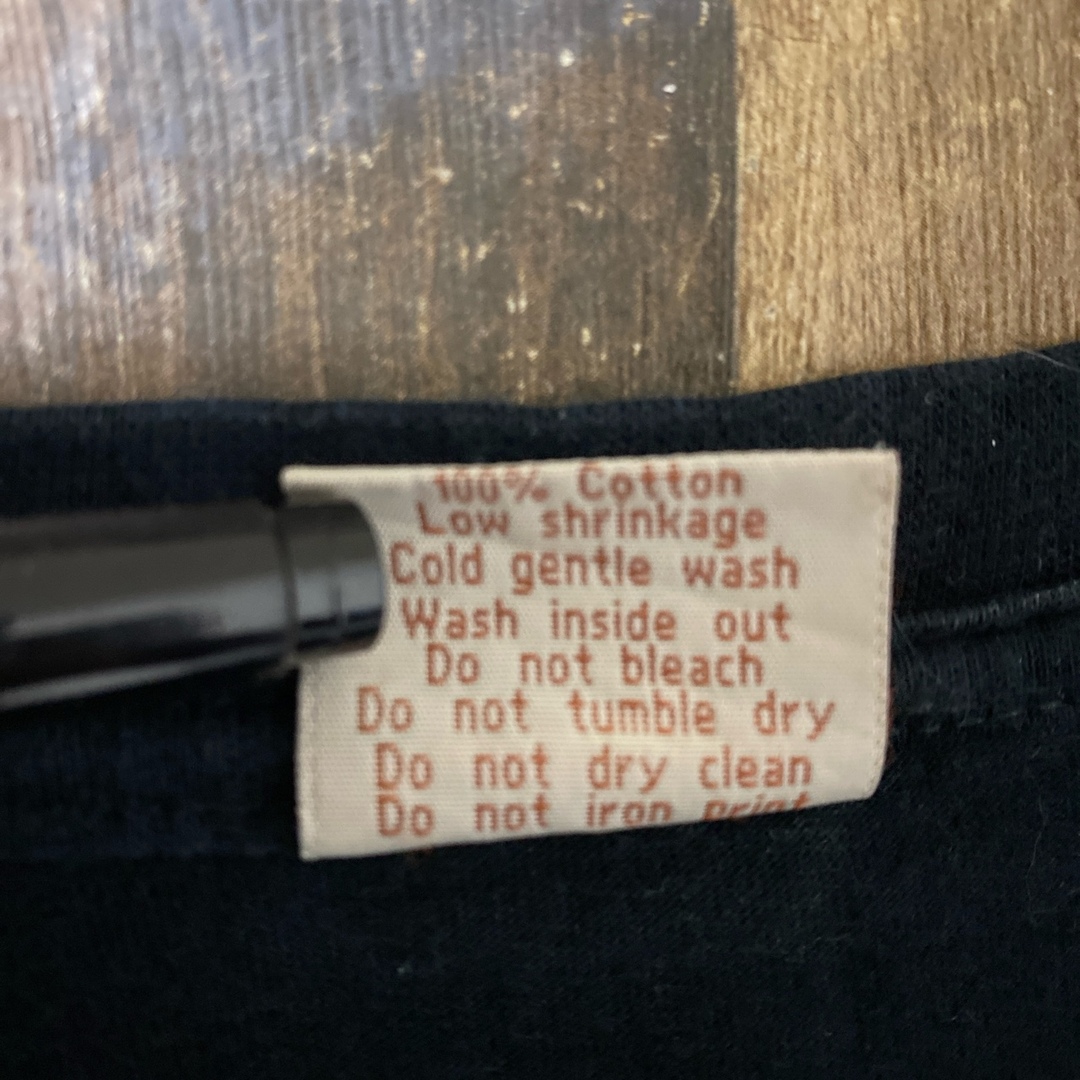 100% Cotton
Low shrinkage
Cold gentle wash
Wash inside out
Do not bleach
Do not tumble dry
Do not dry clean
Do not iron print